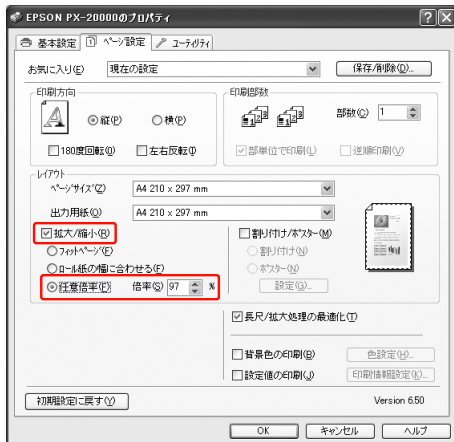 EPSON PX-20000のプロパティ
基本設定 ページ設定 ユーティリティ
お気に入り(E) 現在の設定 保存/削除(D)...
印刷方向 印刷部数
A 縦(P) 横(P) 部数(C) 1
180度回転(0) 左右反転(I) 部単位で印刷(L) 逆順印刷(V)
レイアウト
ページサイズ(Z) A4 210 x 297 mm
出力用紙(Q) A4 210 x 297 mm
拡大/縮小(R) 割り付け/ポスター(M)
フィットページ(E) 割り付け(N)
ロール紙の幅に合わせる(F) ポスター(N)
任意倍率(E) 倍率(S) 97 % 設定(G)...
長尺/拡大処理の最適化(T)
背景色の印刷(B) 色設定(H)...
設定値の印刷(J) 印刷情報設定(K)...
初期設定に戻す(Y) Version 6.50
OK キャンセル ヘルプ